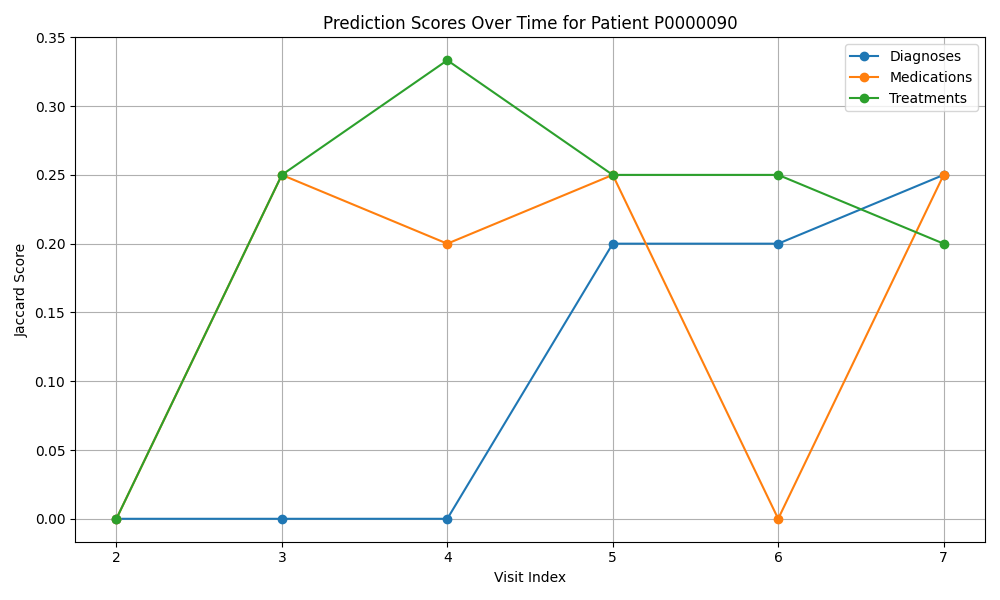 Prediction Scores Over Time for Patient P0000090
Diagnoses
Medications
Treatments
Jaccard Score
0.35
0.30
0.25
0.20
0.15
0.10
0.05
0.00
2 3 4 5 6 7
Visit Index